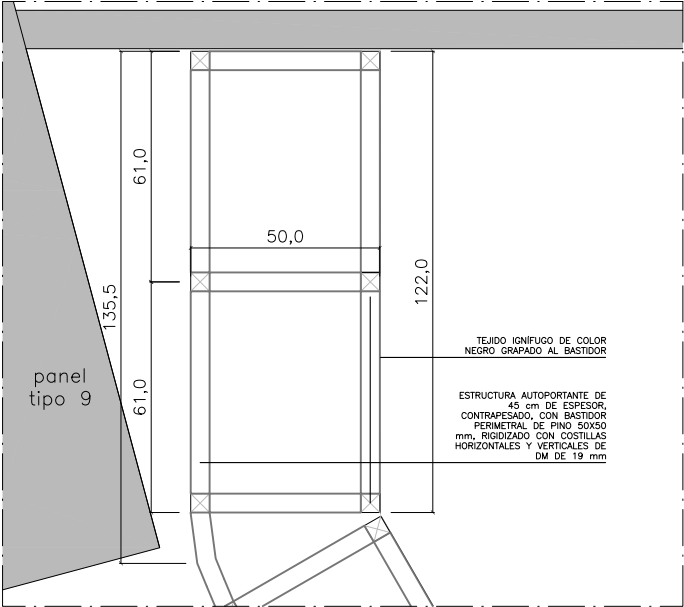 61,0
50,0
135,5
122,0
61,0
panel
tipo 9
TEJIDO IGNÍFUGO DE COLOR
NEGRO GRAPADO AL BASTIDOR
ESTRUCTURA AUTOPORTANTE DE
45 cm DE ESPESOR,
CONTRAPESADO, CON BASTIDOR
PERIMETRAL DE PINO 50X50
mm, RIGIDIZADO CON COSTILLAS
HORIZONTALES Y VERTICALES DE
DM DE 19 mm